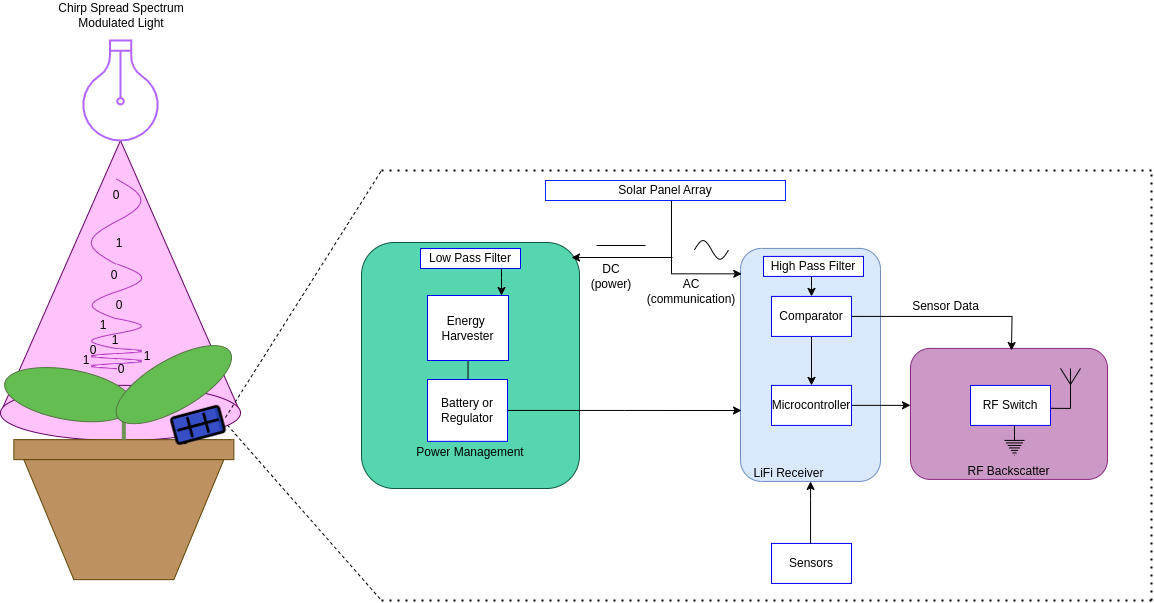 Chirp Spread Spectrum
Modulated Light
0
1
0
0
1
1
0
1
1
0
Solar Panel Array
DC
(power)
AC
(communication)
Low Pass Filter
Energy
Harvester
Battery or
Regulator
Power Management
High Pass Filter
Comparator
Microcontroller
LiFi Receiver
Sensor Data
RF Switch
RF Backscatter
Sensors